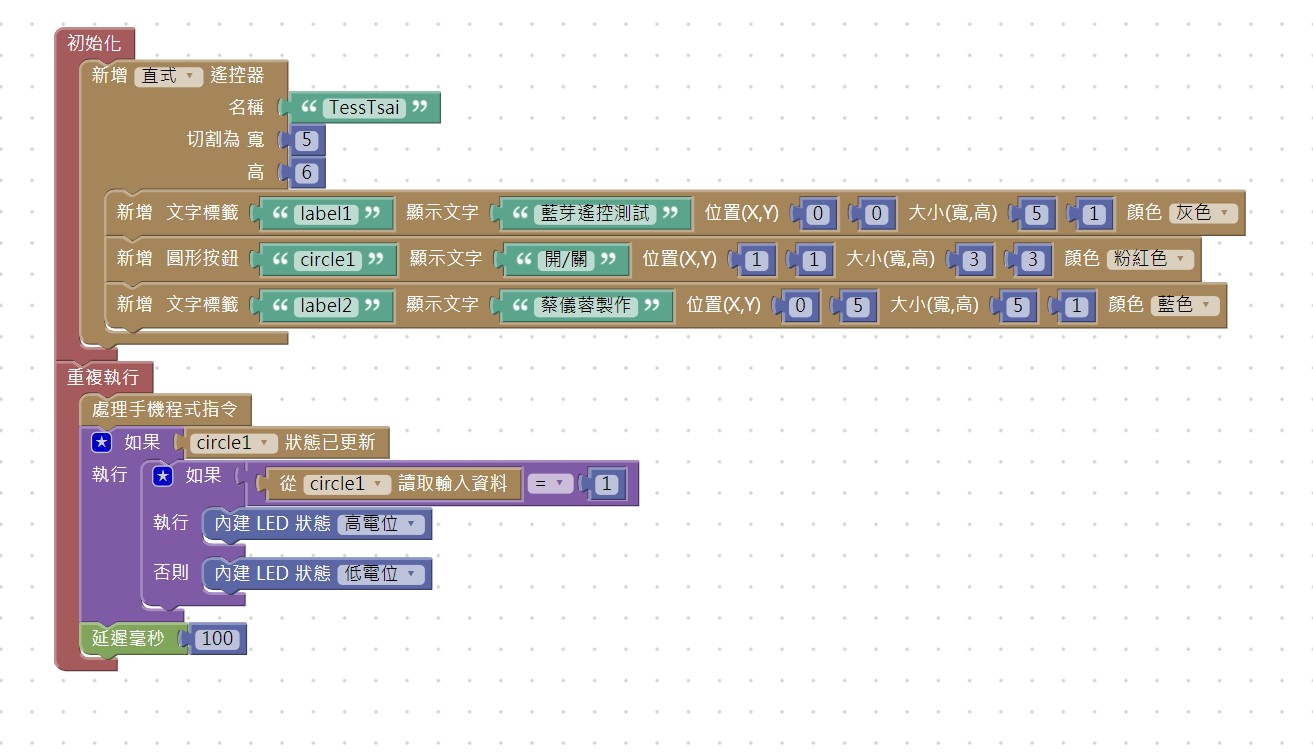 初始化
新增 直式 遙控器
名稱 “ TessTsai ”
切割為 寬 5
高 6
新增 文字標籤 “ label1 ” 顯示文字 “ 藍芽遙控測試 ” 位置(X,Y) 0 0 大小(寬,高) 5 1 顏色 灰色
新增 圓形按鈕 “ circle1 ” 顯示文字 “ 開/關 ” 位置(X,Y) 1 1 大小(寬,高) 3 3 顏色 粉紅色
新增 文字標籤 “ label2 ” 顯示文字 “ 蔡儀蓉製作 ” 位置(X,Y) 0 5 大小(寬,高) 5 1 顏色 藍色
重複執行
處理手機程式指令
如果 circle1 狀態已更新
執行 如果 從 circle1 讀取輸入資料 = 1
執行 內建 LED 狀態 高電位
否則 內建 LED 狀態 低電位
延遲毫秒 100